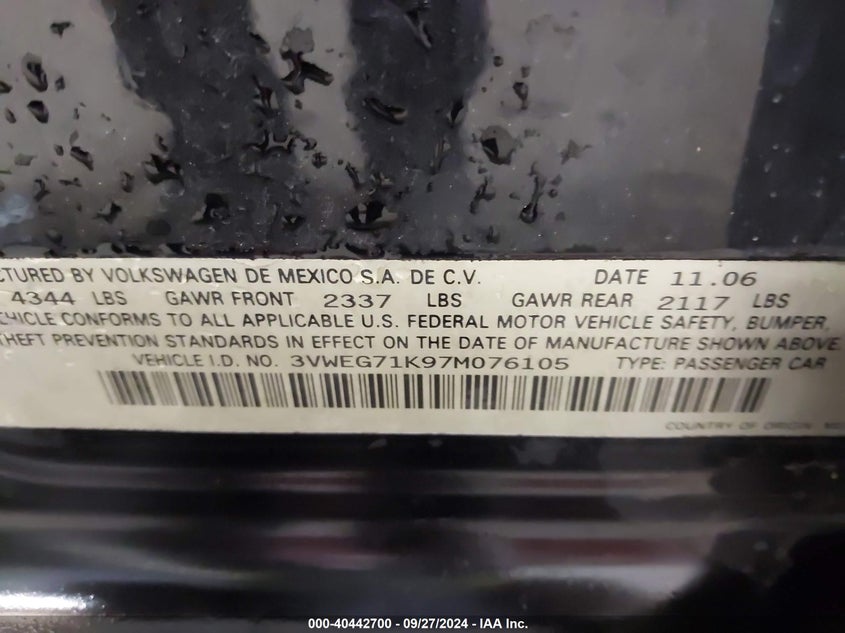 CTURED BY VOLKSWAGEN DE MEXICO S.A. DE C.V. DATE 11.06
4344 LBS GAWR FRONT 2337 LBS GAWR REAR 2117 LBS
VEHICLE CONFORMS TO ALL APPLICABLE U.S. FEDERAL MOTOR VEHICLE SAFETY, BUMPER,
THEFT PREVENTION STANDARDS IN EFFECT ON THE DATE OF MANUFACTURE SHOWN ABOVE.
VEHICLE I.D. NO. 3VWEG71K97M076105 TYPE: PASSENGER CAR
COUNTRY OF ORIGIN
000-40442700 - 09/27/2024 - IAA Inc.